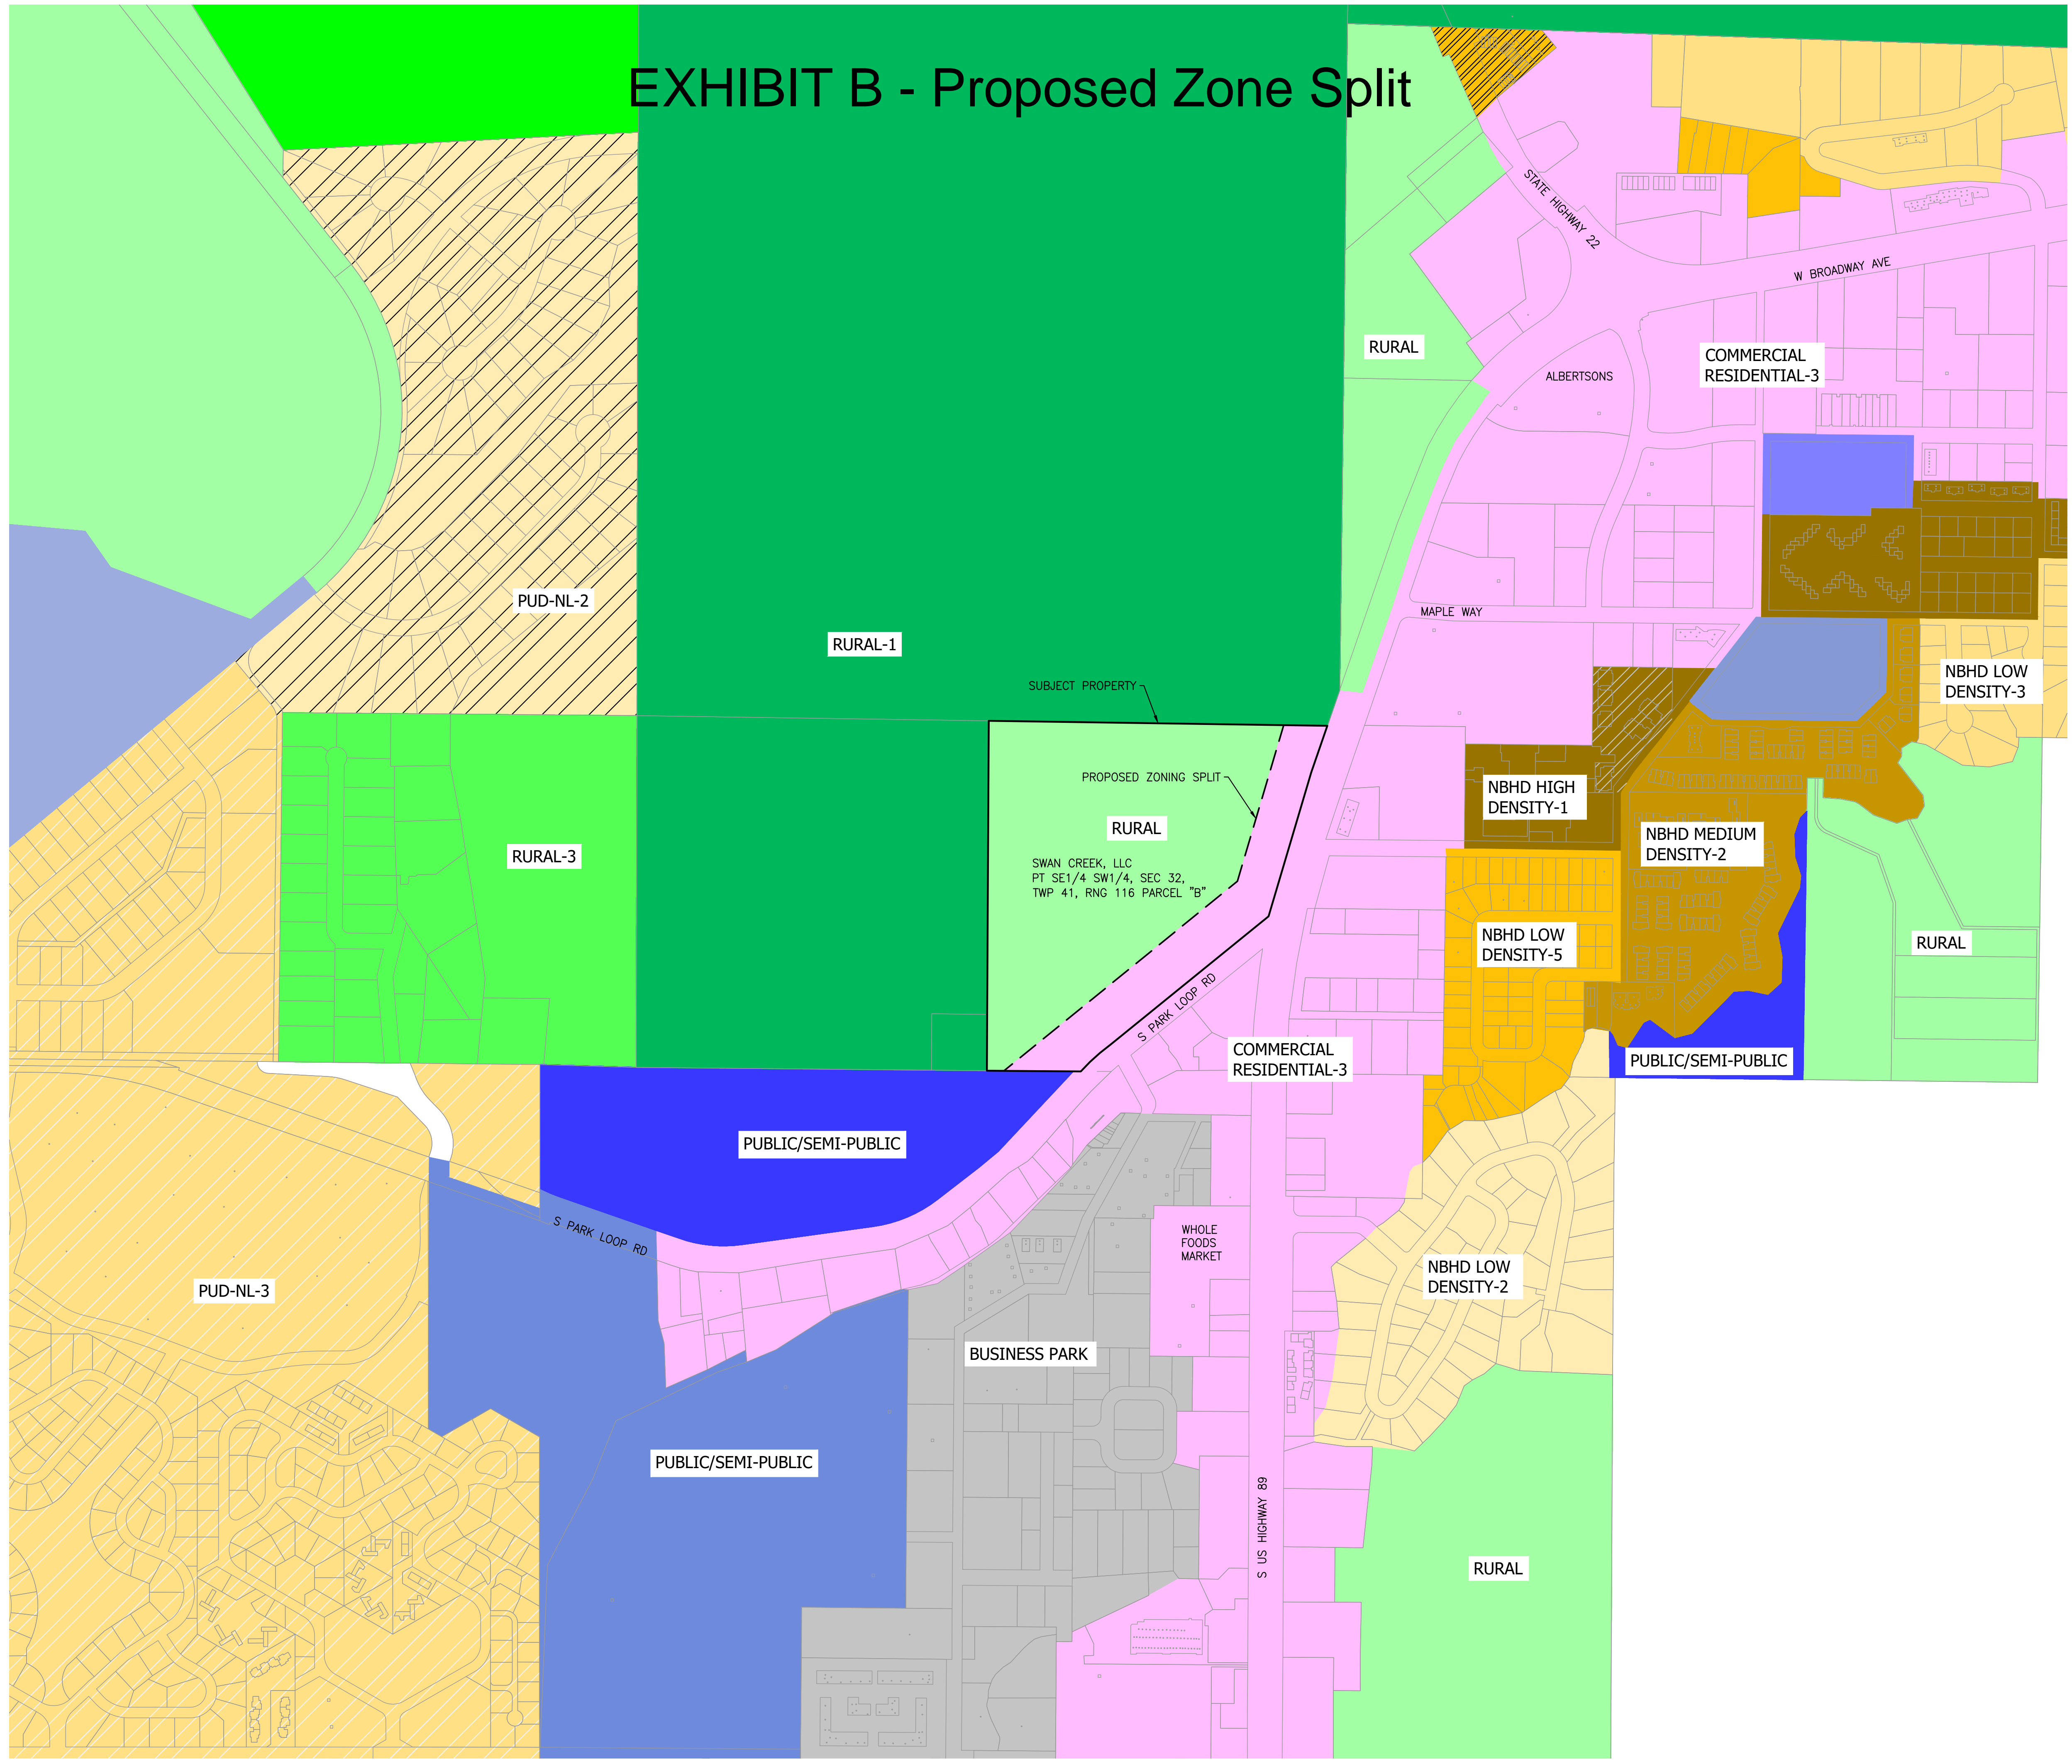 EXHIBIT B - Proposed Zone Split
STATE HIGHWAY 22
W BROADWAY AVE
RURAL
COMMERCIAL
RESIDENTIAL-3
ALBERTSONS
PUD-NL-2
MAPLE WAY
RURAL-1
NBHD LOW
DENSITY-3
SUBJECT PROPERTY
PROPOSED ZONING SPLIT
NBHD HIGH
DENSITY-1
RURAL
NBHD MEDIUM
DENSITY-2
RURAL-3
SWAN CREEK, LLC
PT SE1/4 SW1/4, SEC 32,
TWP 41, RNG 116 PARCEL "B"
NBHD LOW
DENSITY-5
RURAL
S PARK LOOP RD
COMMERCIAL
RESIDENTIAL-3
PUBLIC/SEMI-PUBLIC
PUBLIC/SEMI-PUBLIC
S PARK LOOP RD
WHOLE
FOODS
MARKET
NBHD LOW
DENSITY-2
PUD-NL-3
BUSINESS PARK
PUBLIC/SEMI-PUBLIC
S US HIGHWAY 89
RURAL